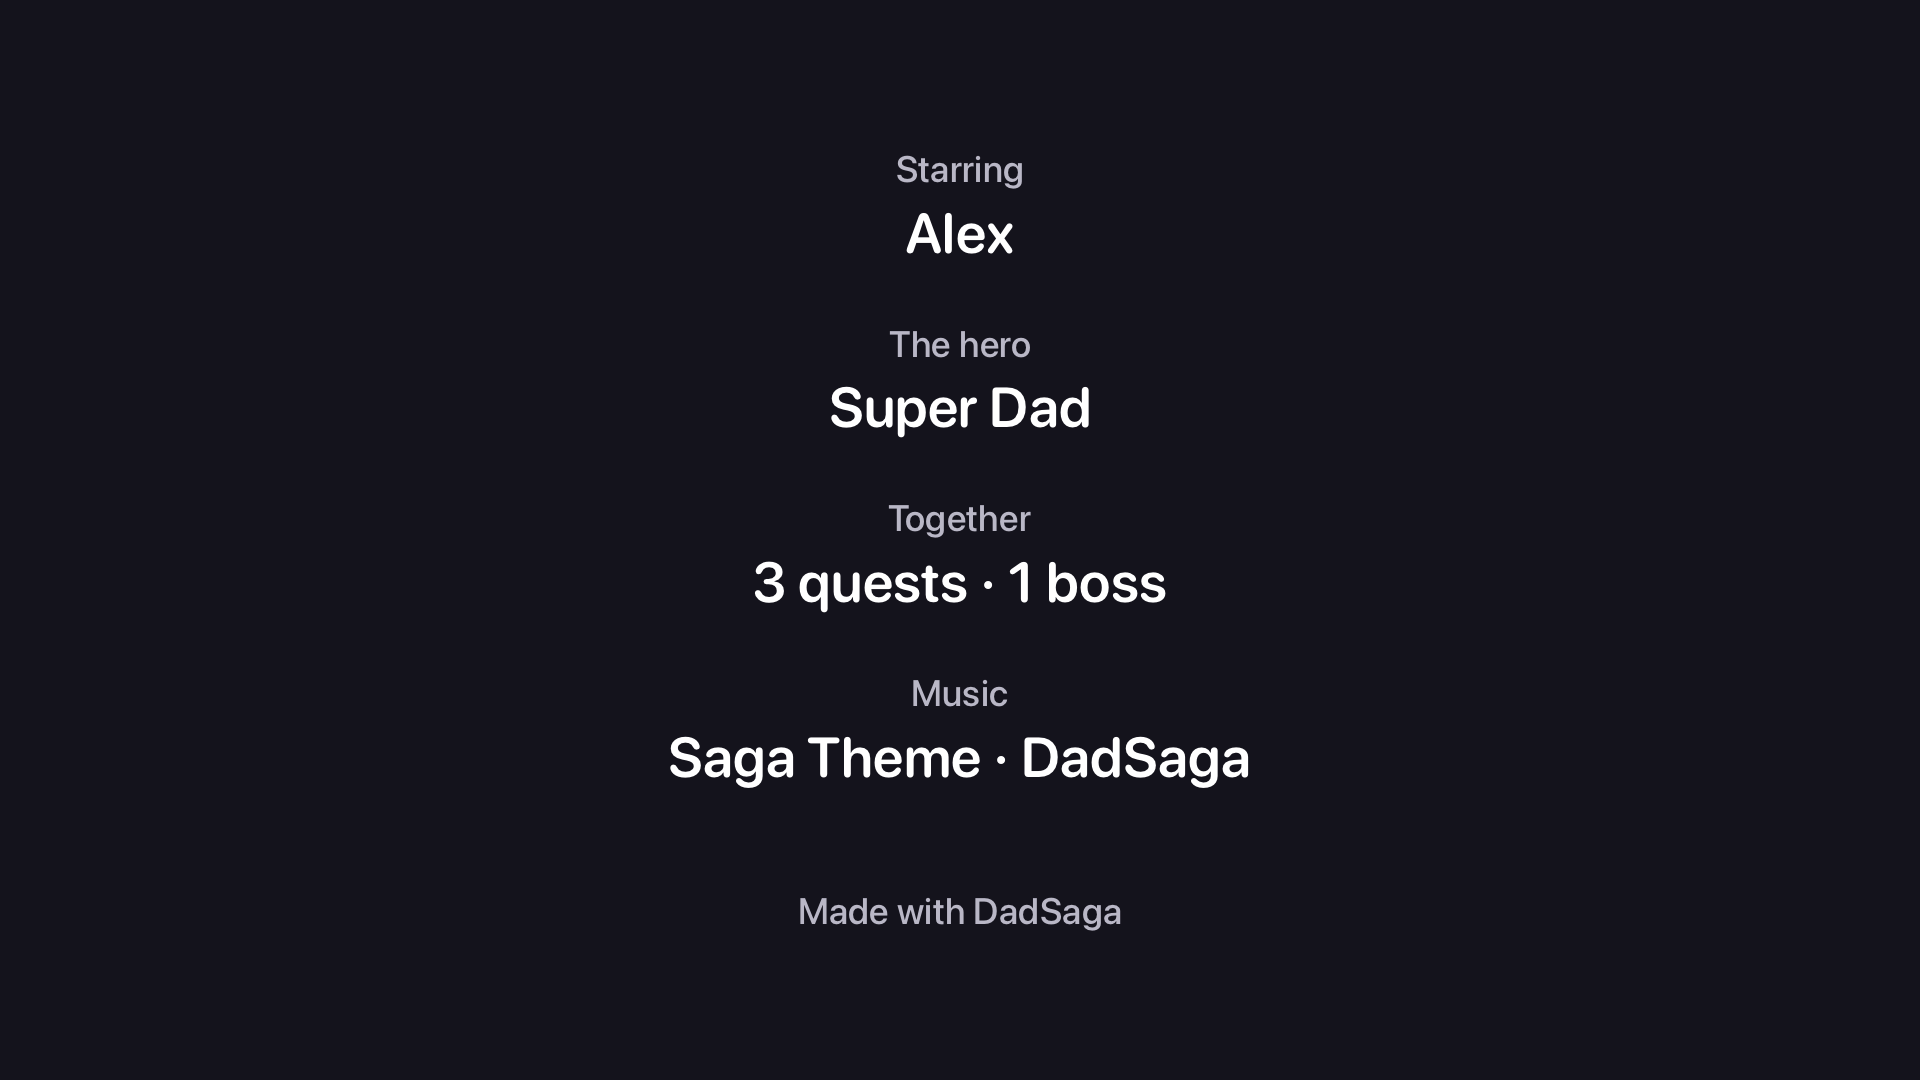 Starring
Alex
The hero
Super Dad
Together
3 quests · 1 boss
Music
Saga Theme · DadSaga
Made with DadSaga